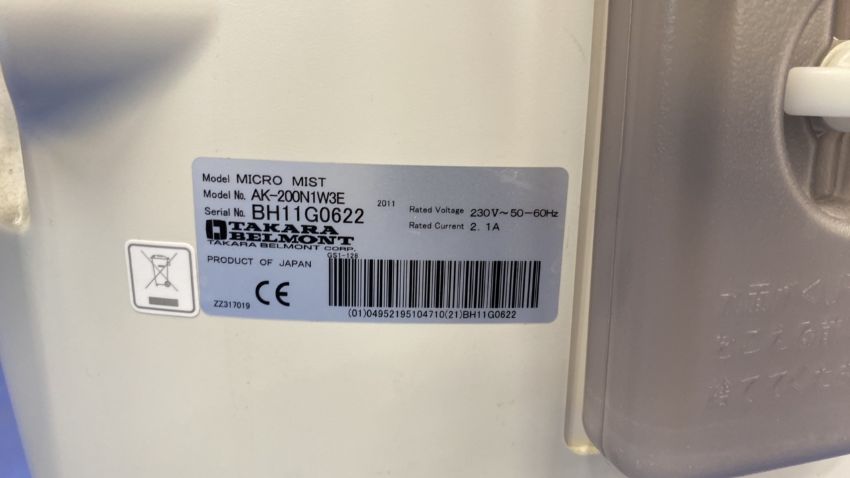 Model MICRO MIST
Model No. AK-200N1W3E
2011
Serial No. BH11G0622
Rated Voltage 230V～50-60Hz
Rated Current 2.1A
TAKARA
BELMONT
TAKARA BELMONT CORP.
PRODUCT OF JAPAN
GS1-128
CE
ZZ317019
(01)04952195104710(21)BH11G0622